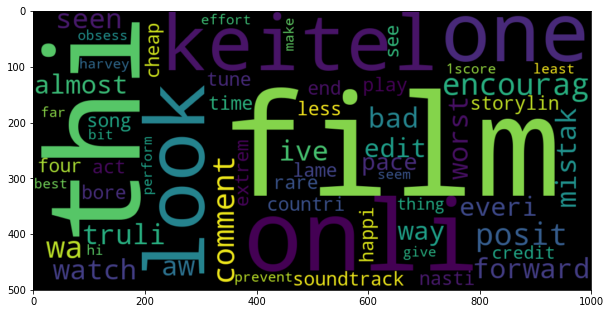 0
100
200
300
400
500
0 200 400 600 800 1000
seen
obsess
harvey
almost
far
song
bit
four
act
best
bore
thi
wa
hi
truli
watch
cheap
perform
look
aw
keitel
effort
make
see
one
tune
time
end
play
less
1score
least
encourag
storylin
film
ive
bad
edit
pace
lame
rare
seem
extrem
countri
comment
prevent
onli
soundtrack
happi
thing
way
give
worst
mistak
everi
posit
nasti
credit
forward